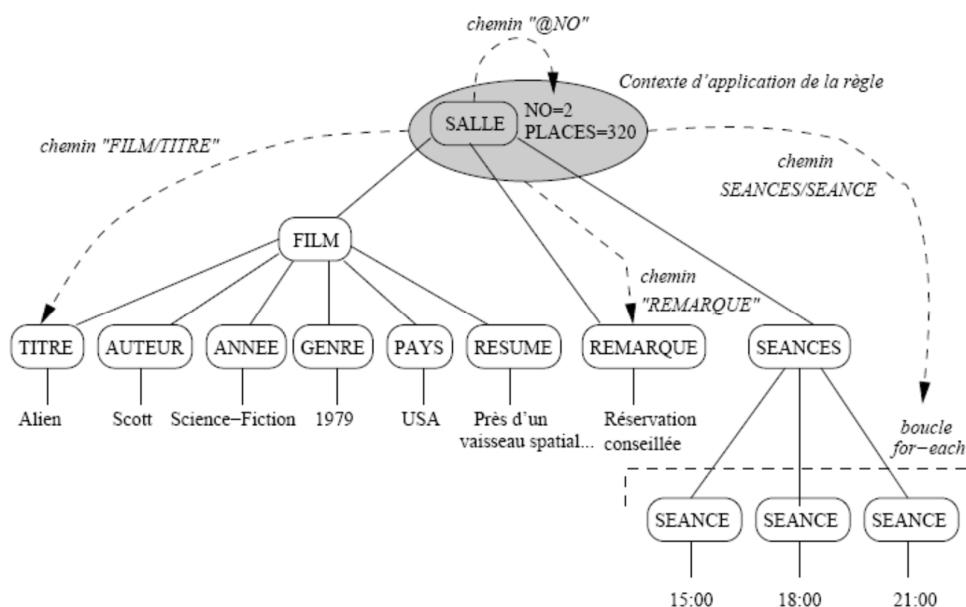 chemin "@NO"
Contexte d'application de la règle
SALLE
NO=2
PLACES=320
chemin "FILM/TITRE"
chemin
SEANCES/SEANCE
FILM
chemin
"REMARQUE"
TITRE
AUTEUR
ANNEE
GENRE
PAYS
RESUME
REMARQUE
SEANCES
Alien
Scott
Science–Fiction
1979
USA
Près d'un
vaisseau spatial...
Réservation
conseillée
boucle
for–each
SEANCE
SEANCE
SEANCE
15:00
18:00
21:00